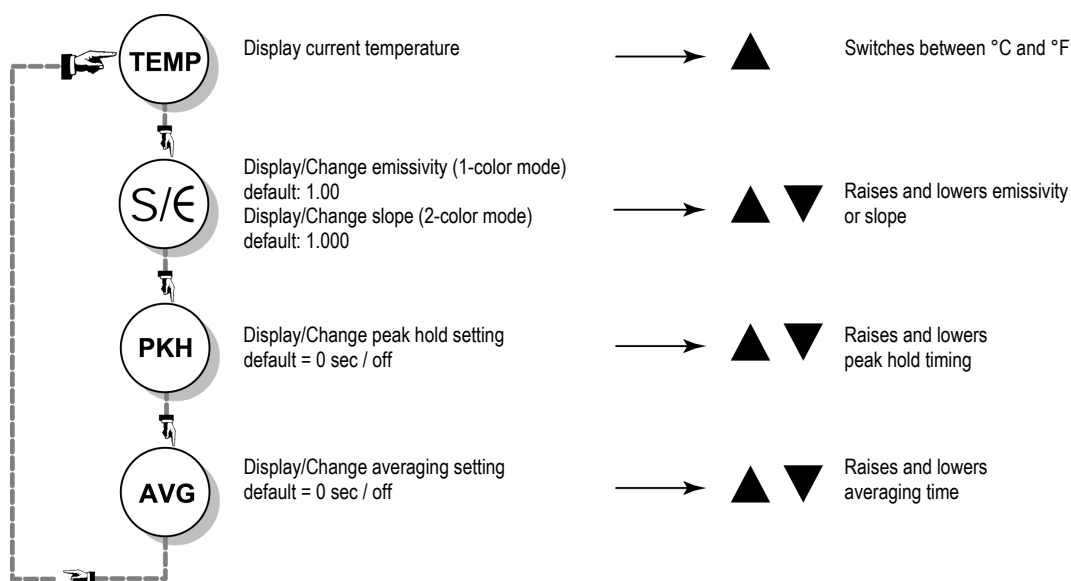 TEMP
Display current temperature
Switches between °C and °F
S/ϵ
Display/Change emissivity (1-color mode)
default: 1.00
Display/Change slope (2-color mode)
default: 1.000
Raises and lowers emissivity
or slope
PKH
Display/Change peak hold setting
default = 0 sec / off
Raises and lowers
peak hold timing
AVG
Display/Change averaging setting
default = 0 sec / off
Raises and lowers
averaging time